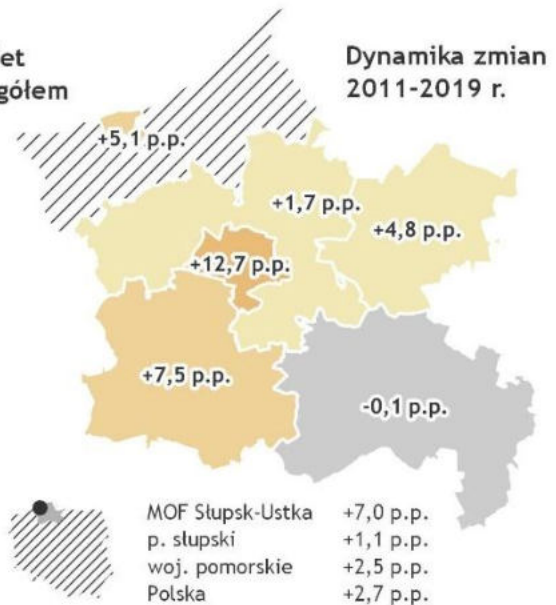 et
gółem
Dynamika zmian
2011-2019 r.
+5,1 p.p.
+1,7 p.p.
+4,8 p.p.
+12,7 p.p.
+7,5 p.p.
-0,1 p.p.
MOF Słupsk-Ustka +7,0 p.p.
p. słupski +1,1 p.p.
woj. pomorskie +2,5 p.p.
Polska +2,7 p.p.